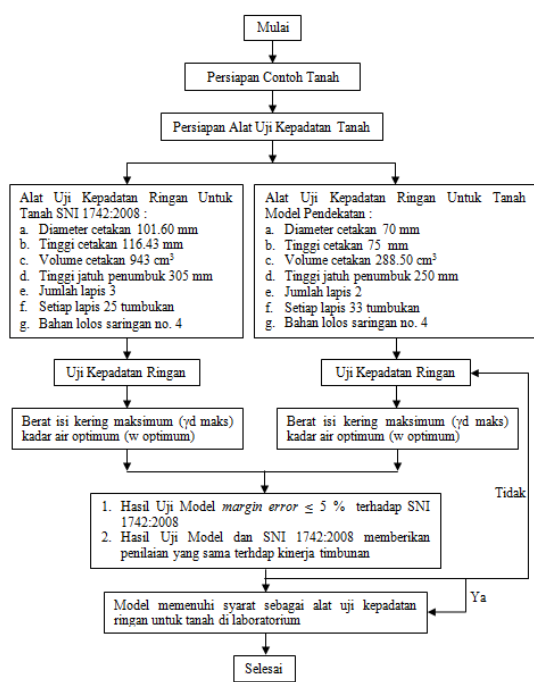 Mulai
Persiapan Contoh Tanah
Persiapan Alat Uji Kepadatan Tanah
Alat Uji Kepadatan Ringan Untuk
Tanah SNI 1742:2008 :
a. Diameter cetakan 101.60 mm
b. Tinggi cetakan 116.43 mm
c. Volume cetakan 943 cm³
d. Tinggi jatuh penumbuk 305 mm
e. Jumlah lapis 3
f. Setiap lapis 25 tumbukan
g. Bahan lolos saringan no. 4
Alat Uji Kepadatan Ringan Untuk Tanah
Model Pendekatan :
a. Diameter cetakan 70 mm
b. Tinggi cetakan 75 mm
c. Volume cetakan 288.50 cm³
d. Tinggi jatuh penumbuk 250 mm
e. Jumlah lapis 2
f. Setiap lapis 33 tumbukan
g. Bahan lolos saringan no. 4
Uji Kepadatan Ringan
Uji Kepadatan Ringan
Berat isi kering maksimum (γd maks)
kadar air optimum (w optimum)
Berat isi kering maksimum (γd maks)
kadar air optimum (w optimum)
Tidak
1. Hasil Uji Model margin error ≤ 5 % terhadap SNI
1742:2008
2. Hasil Uji Model dan SNI 1742:2008 memberikan
penilaian yang sama terhdap kinerja timbunan
Ya
Model memenuhi syarat sebagai alat uji kepadatan
ringan untuk tanah di laboratorium
Selesai